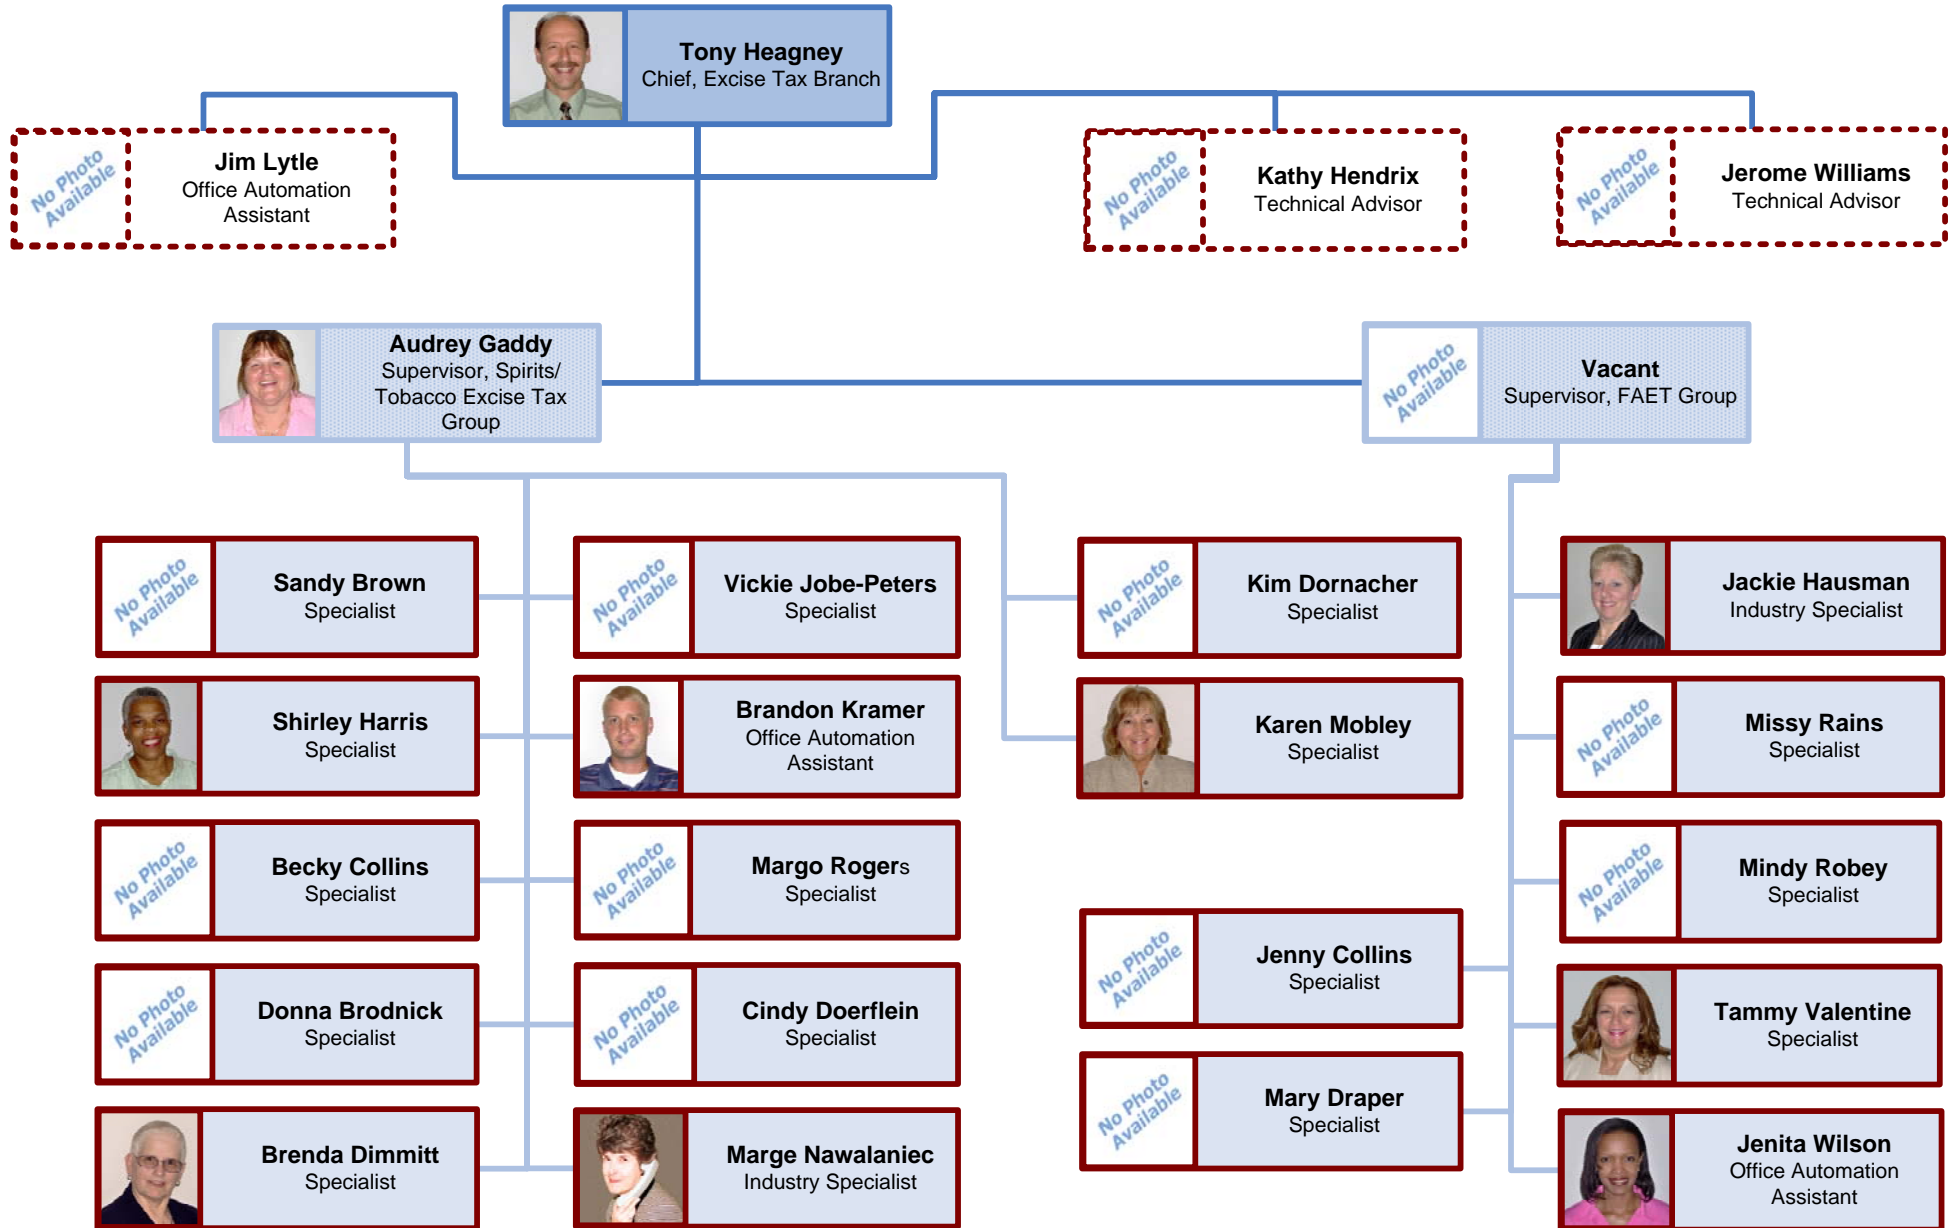 Tony Heagney
Chief, Excise Tax Branch
No Photo
Available
Jim Lytle
Office Automation
Assistant
No Photo
Available
Kathy Hendrix
Technical Advisor
No Photo
Available
Jerome Williams
Technical Advisor
Audrey Gaddy
Supervisor, Spirits/
Tobacco Excise Tax
Group
No Photo
Available
Vacant
Supervisor, FAET Group
No Photo
Available
Sandy Brown
Specialist
No Photo
Available
Vickie Jobe-Peters
Specialist
No Photo
Available
Kim Dornacher
Specialist
Jackie Hausman
Industry Specialist
Shirley Harris
Specialist
Brandon Kramer
Office Automation
Assistant
Karen Mobley
Specialist
No Photo
Available
Missy Rains
Specialist
No Photo
Available
Becky Collins
Specialist
No Photo
Available
Margo Rogers
Specialist
No Photo
Available
Mindy Robey
Specialist
No Photo
Available
Jenny Collins
Specialist
No Photo
Available
Donna Brodnick
Specialist
No Photo
Available
Cindy Doerflein
Specialist
Tammy Valentine
Specialist
No Photo
Available
Mary Draper
Specialist
Brenda Dimmitt
Specialist
Marge Nawalaniec
Industry Specialist
Jenita Wilson
Office Automation
Assistant